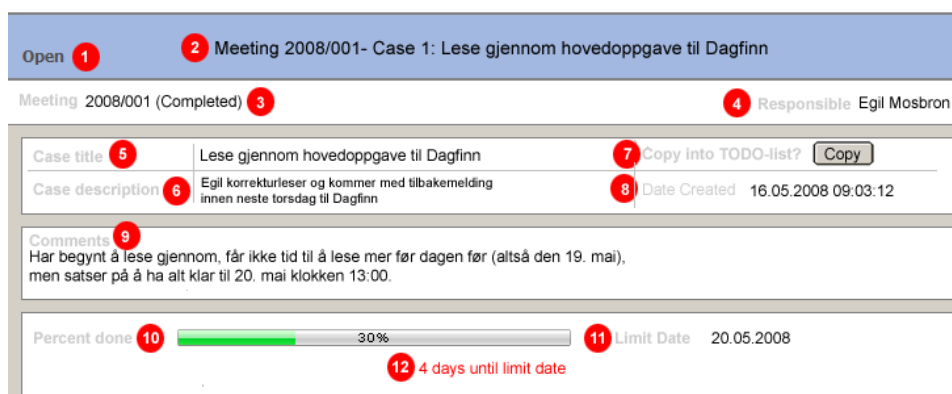 Open 1
2 Meeting 2008/001- Case 1: Lese gjennom hovedoppgave til Dagfinn
Meeting 2008/001 (Completed) 3
4 Responsible Egil Mosbron
Case title 5 Lese gjennom hovedoppgave til Dagfinn
7 Copy into TODO-list? Copy
Case description 6 Egil korrekturleser og kommer med tilbakemelding
innen neste torsdag til Dagfinn
8 Date Created 16.05.2008 09:03:12
Comments 9
Har begynt å lese gjennom, får ikke tid til å lese mer før dagen før (altså den 19. mai),
men satser på å ha alt klar til 20. mai klokken 13:00.
Percent done 10 30% 11 Limit Date 20.05.2008
12 4 days until limit date